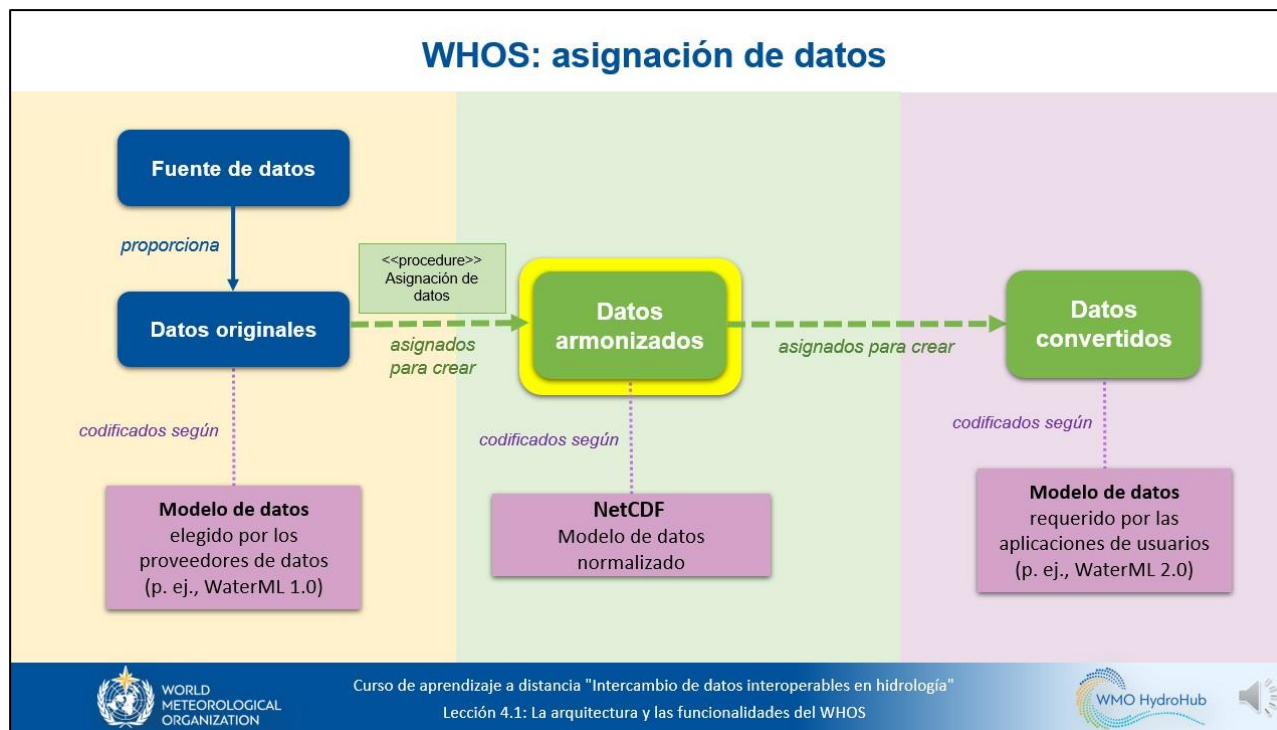 WHOS: asignación de datos
Fuente de datos
proporciona
<<procedure>>
Asignación de
datos
Datos originales
asignados
para crear
Datos
armonizados
asignados para crear
Datos
convertidos
codificados según
codificados según
codificados según
Modelo de datos
elegido por los
proveedores de datos
(p. ej., WaterML 1.0)
NetCDF
Modelo de datos
normalizado
Modelo de datos
requerido por las
aplicaciones de usuarios
(p. ej., WaterML 2.0)
WORLD
METEOROLOGICAL
ORGANIZATION
Curso de aprendizaje a distancia "Intercambio de datos interoperables en hidrología"
Lección 4.1: La arquitectura y las funcionalidades del WHOS
WMO HydroHub